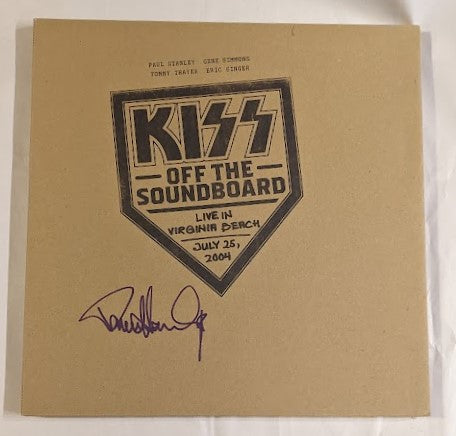 PAUL STANLEY GENE SIMMONS
TOMMY THAYER ERIC SINGER
KISS
OFF THE
SOUNDBOARD
LIVE IN
VIRGINIA BEACH
JULY 25,
2004